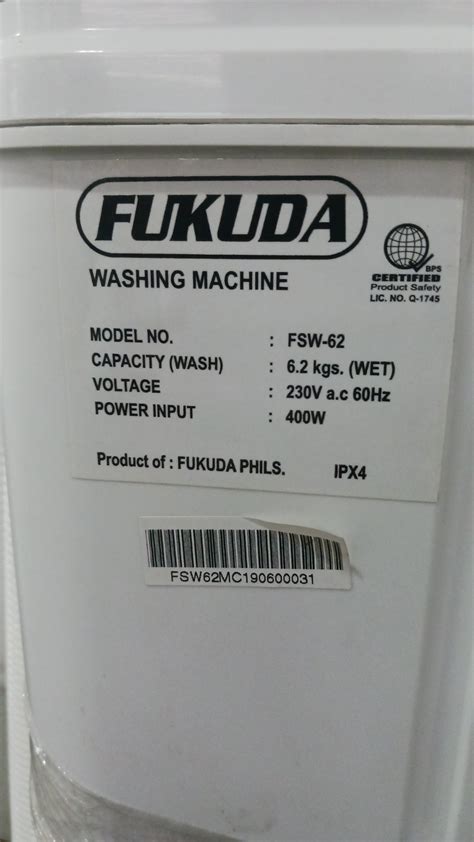 FUKUDA
BPS
CERTIFIED
Product Safety
LIC. NO. Q-1745
WASHING MACHINE
MODEL NO. : FSW-62
CAPACITY (WASH) : 6.2 kgs. (WET)
VOLTAGE : 230V a.c 60Hz
POWER INPUT : 400W
Product of : FUKUDA PHILS. IPX4
FSW62MC190600031